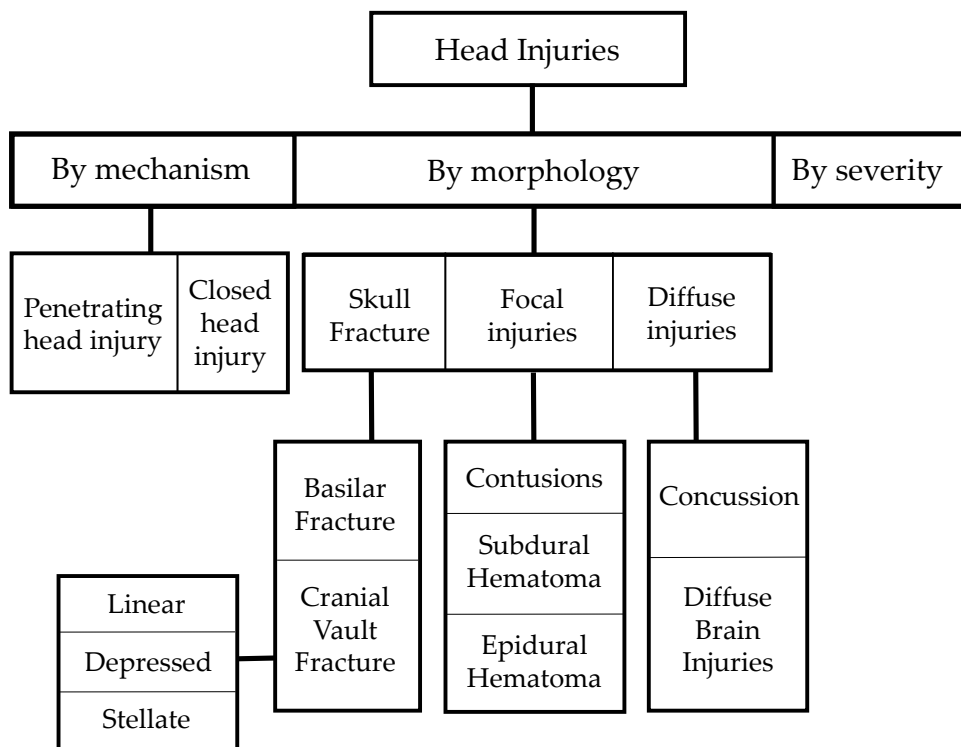 Head Injuries
By mechanism
By morphology
By severity
Penetrating
head injury
Closed
head
injury
Skull
Fracture
Focal
injuries
Diffuse
injuries
Basilar
Fracture
Cranial
Vault
Fracture
Contusions
Subdural
Hematoma
Epidural
Hematoma
Concussion
Diffuse
Brain
Injuries
Linear
Depressed
Stellate